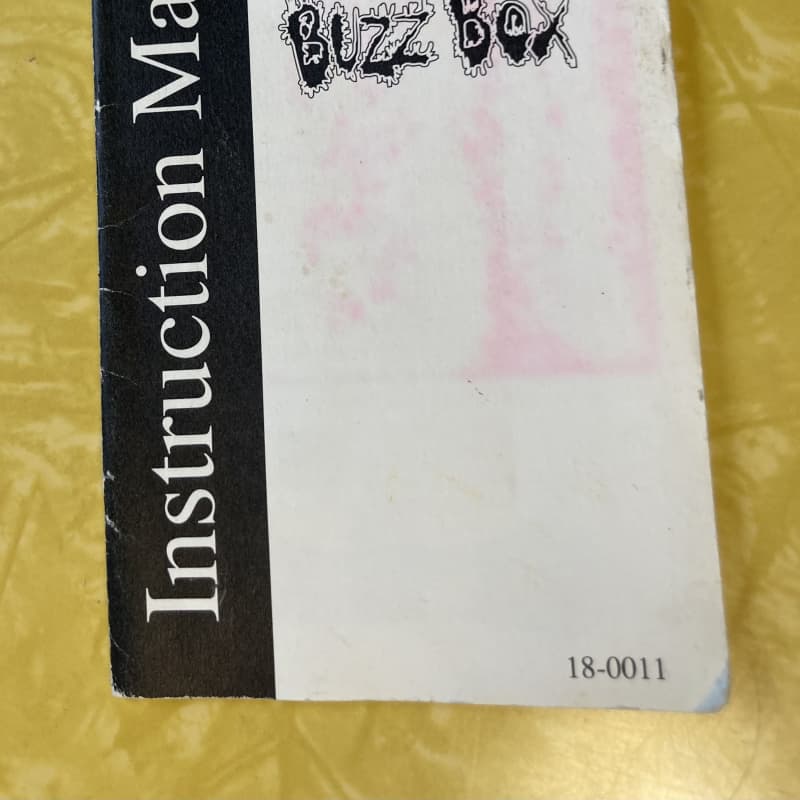 BUZZ BOX
Instruction Ma
18-0011